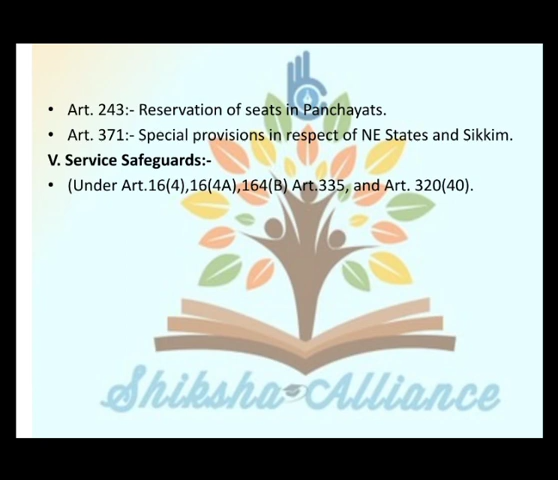 • Art. 243:- Reservation of seats in Panchayats.
• Art. 371:- Special provisions in respect of NE States and Sikkim.
V. Service Safeguards:-
• (Under Art.16(4),16(4A),164(B) Art.335, and Art. 320(40).
Shiksha Alliance